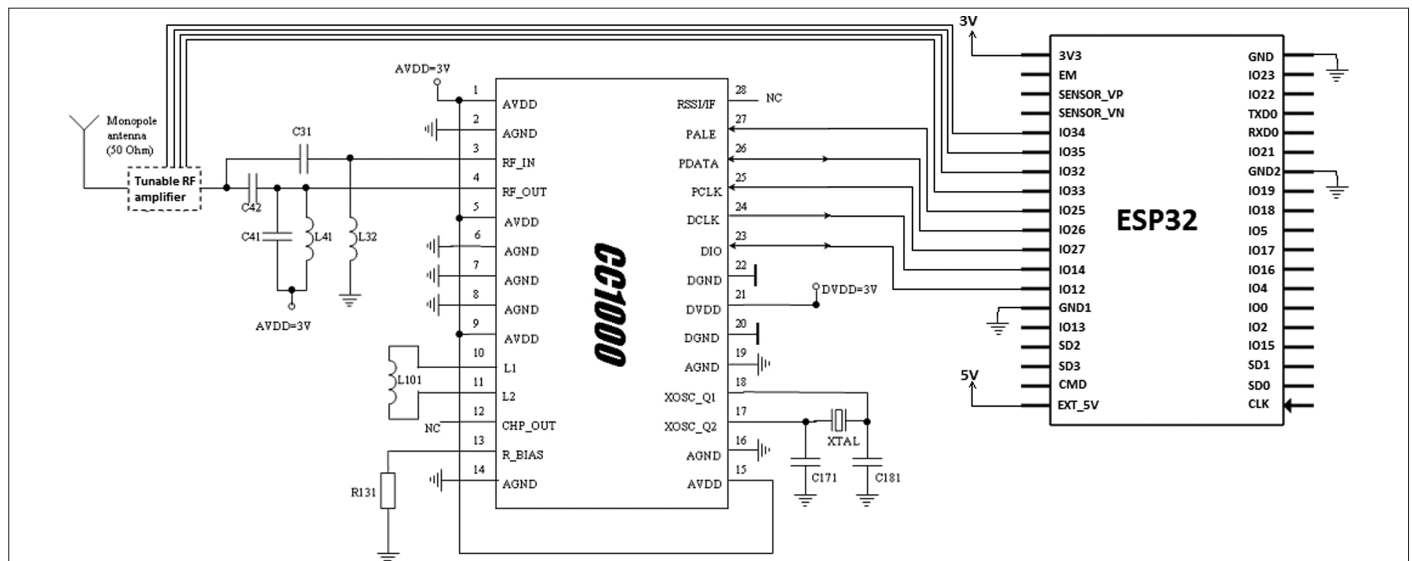 Monopole
antenna
(50 Ohm)
Tunable RF
amplifier
C31
C42
C41
L41
L32
AVDD=3V
AVDD=3V
L101
NC
R131
CC1000
1
AVDD
2
AGND
3
RF_IN
4
RF_OUT
5
AVDD
6
AGND
7
AGND
8
AGND
9
AVDD
10
L1
11
L2
12
CHP_OUT
13
R_BIAS
14
AGND
28
RSSI/IF
NC
27
PALE
26
PDATA
25
PCLK
24
DCLK
23
DIO
22
DGND
21
DVDD
DVDD=3V
20
DGND
19
AGND
18
XOSC_Q1
17
XOSC_Q2
XTAL
16
AGND
15
AVDD
C171
C181
3V
5V
ESP32
3V3
EM
SENSOR_VP
SENSOR_VN
IO34
IO35
IO32
IO33
IO25
IO26
IO27
IO14
IO12
GND1
IO13
SD2
SD3
CMD
EXT_5V
GND
IO23
IO22
TXD0
RXD0
IO21
GND2
IO19
IO18
IO5
IO17
IO16
IO4
IO0
IO2
IO15
SD1
SD0
CLK